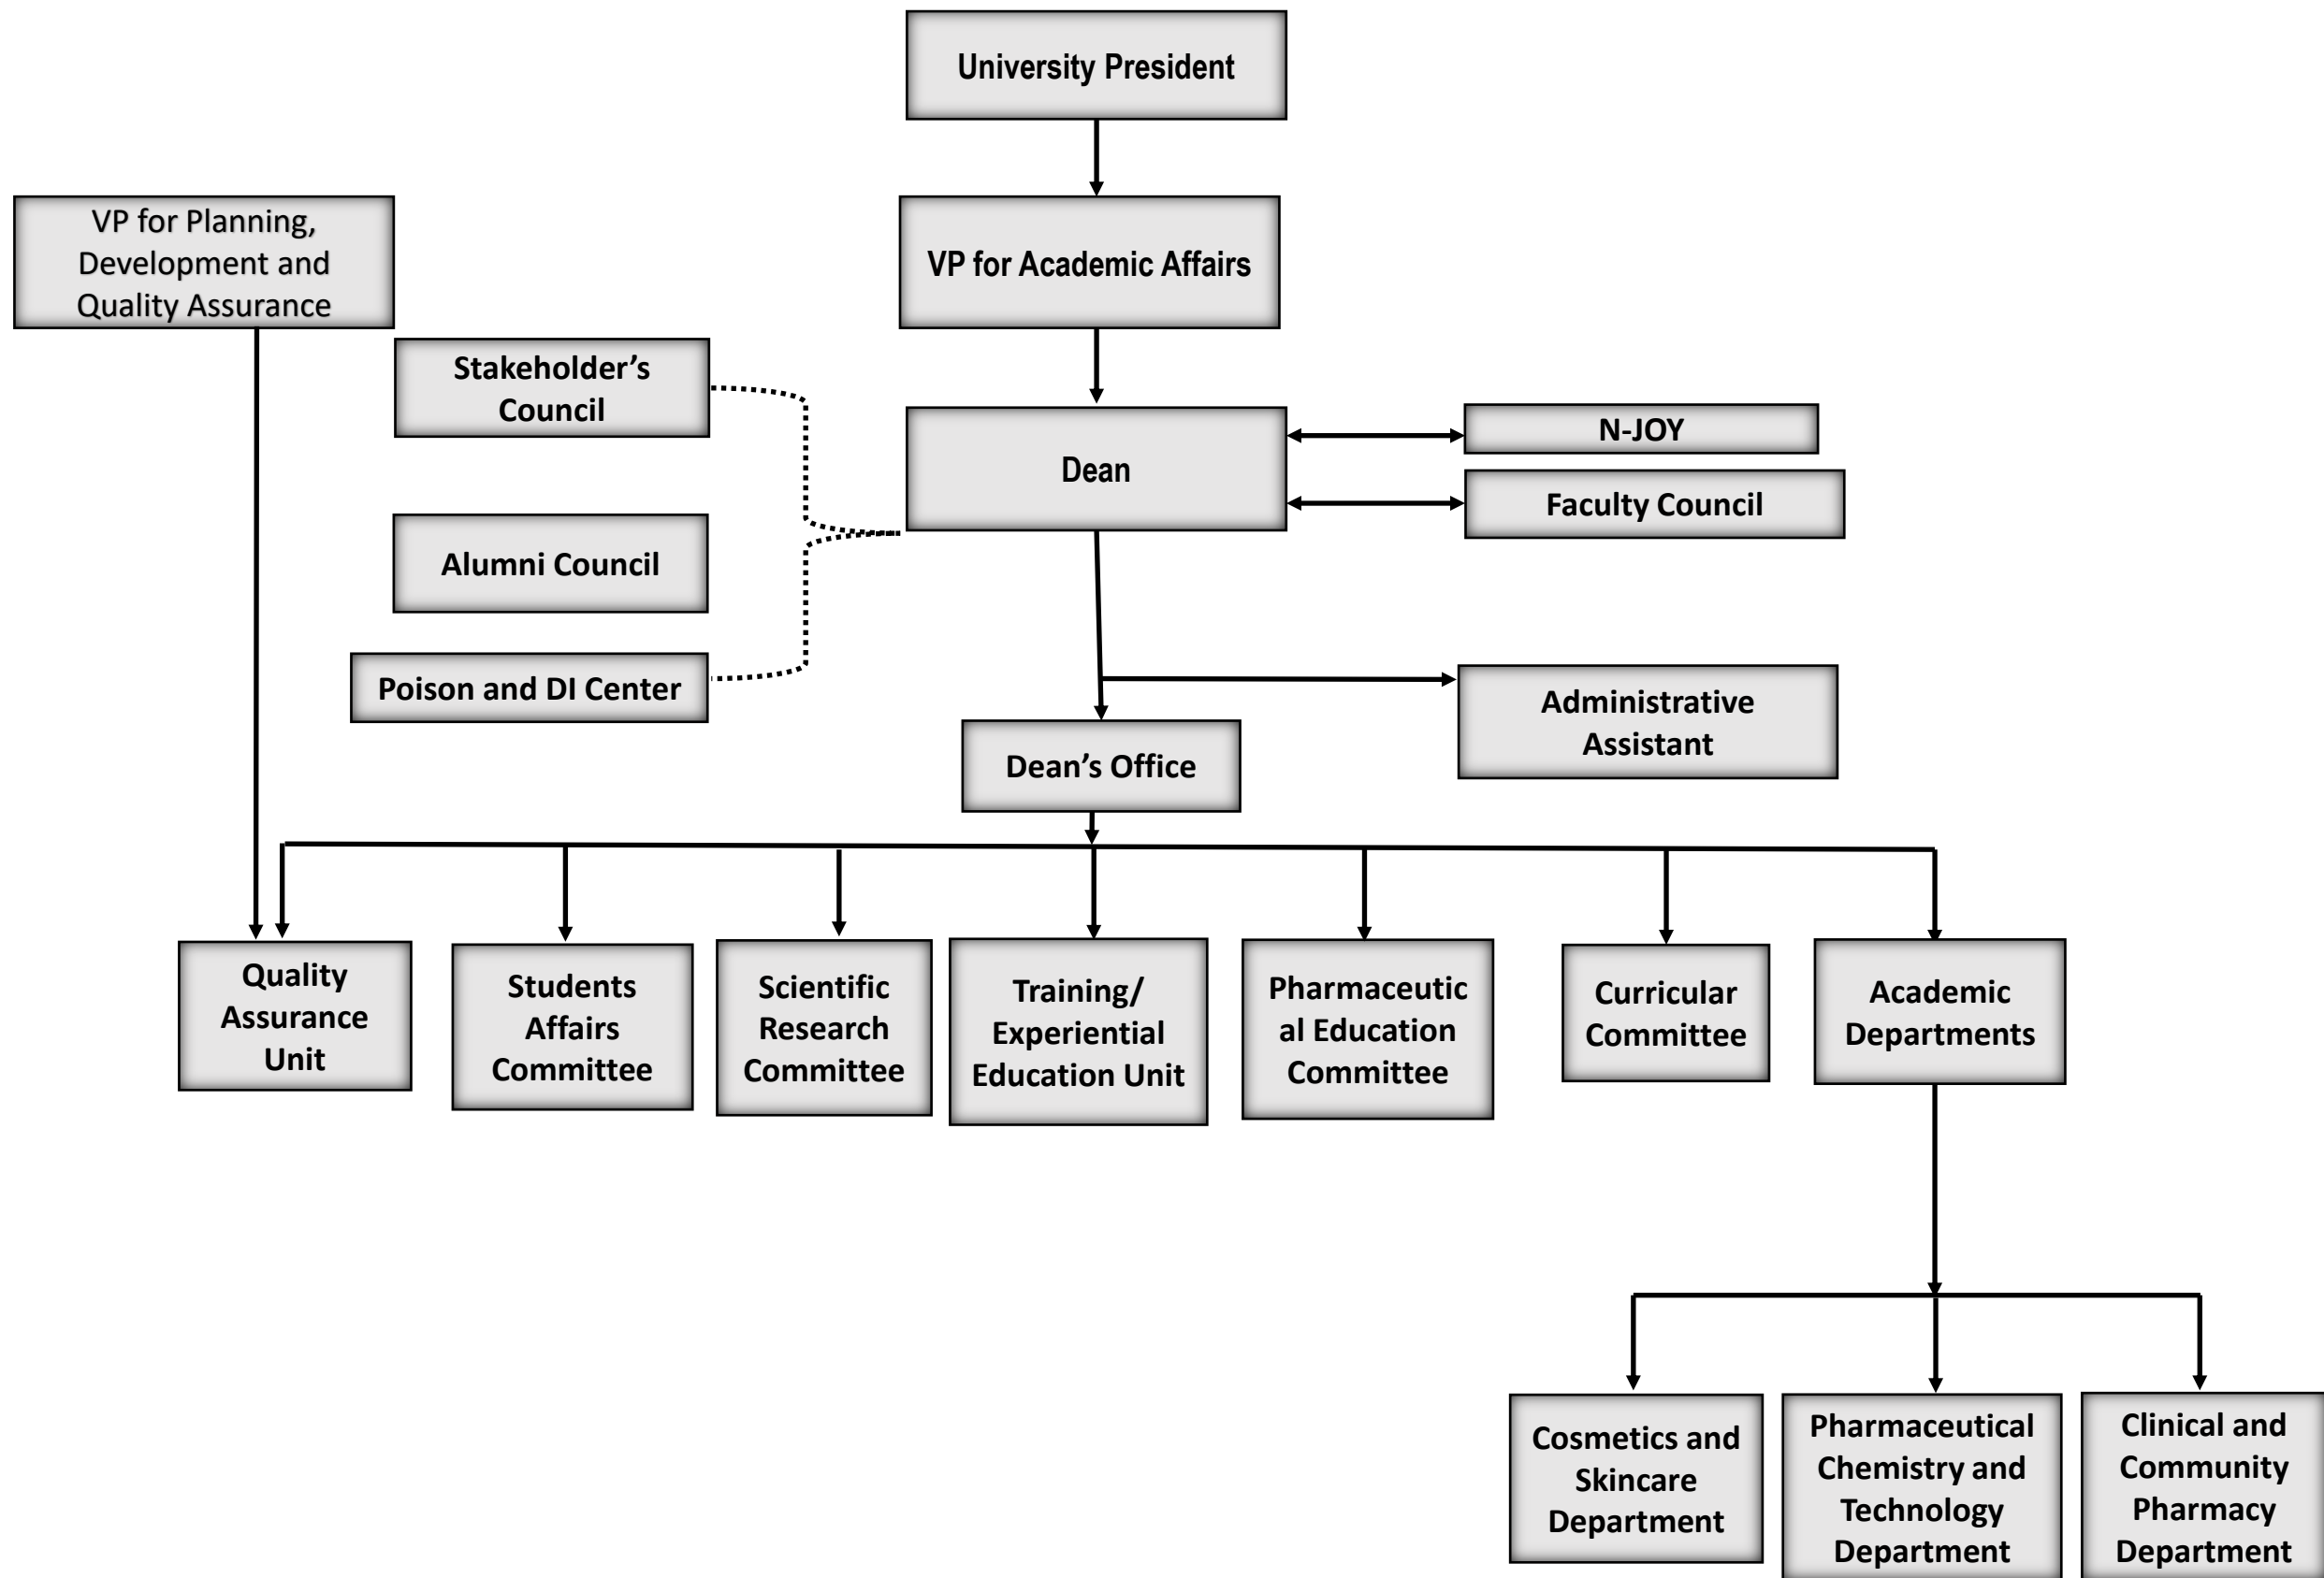 University President
VP for Planning,
Development and
Quality Assurance
VP for Academic Affairs
Stakeholder’s
Council
Dean
N-JOY
Faculty Council
Alumni Council
Poison and DI Center
Administrative
Assistant
Dean’s Office
Quality
Assurance
Unit
Students
Affairs
Committee
Scientific
Research
Committee
Training/
Experiential
Education Unit
Pharmaceutic
al Education
Committee
Curricular
Committee
Academic
Departments
Cosmetics and
Skincare
Department
Pharmaceutical
Chemistry and
Technology
Department
Clinical and
Community
Pharmacy
Department